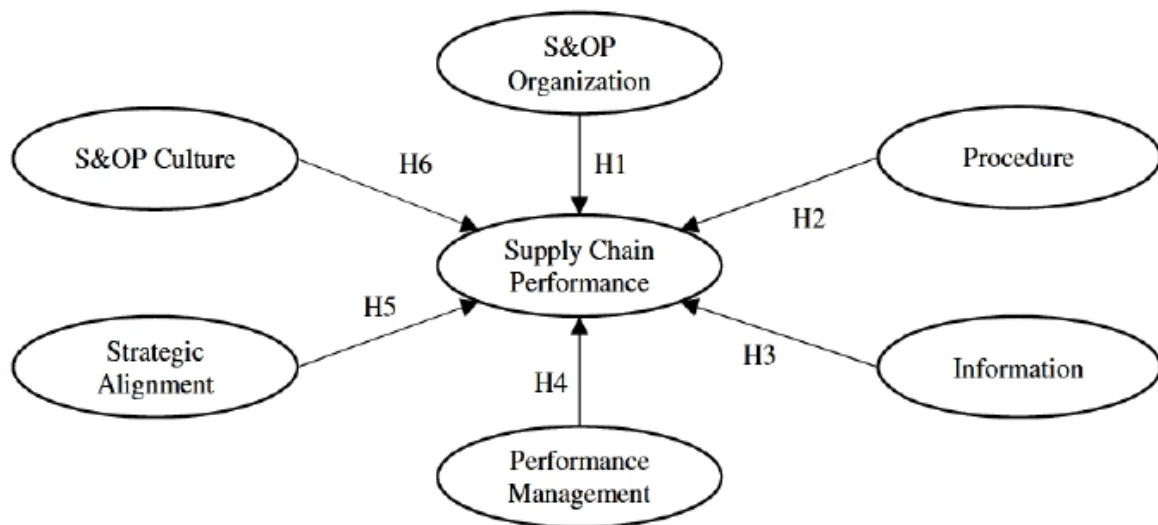 S&OP
Organization
S&OP Culture
Procedure
H6
H1
H2
Supply Chain
Performance
H5
H3
Strategic
Alignment
Information
H4
Performance
Management